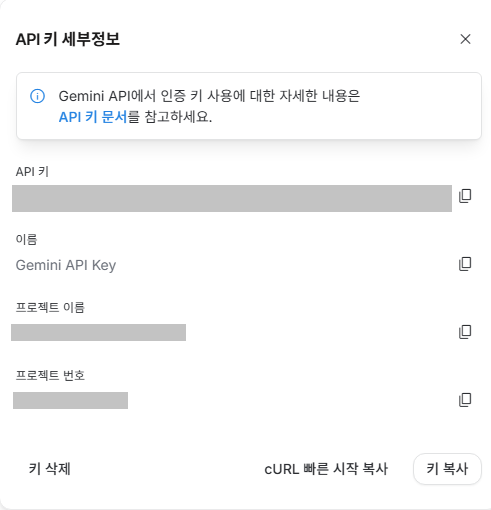 API 키 세부정보
Gemini API에서 인증 키 사용에 대한 자세한 내용은
API 키 문서를 참고하세요.
API 키
이름
Gemini API Key
프로젝트 이름
프로젝트 번호
키 삭제
cURL 빠른 시작 복사
키 복사